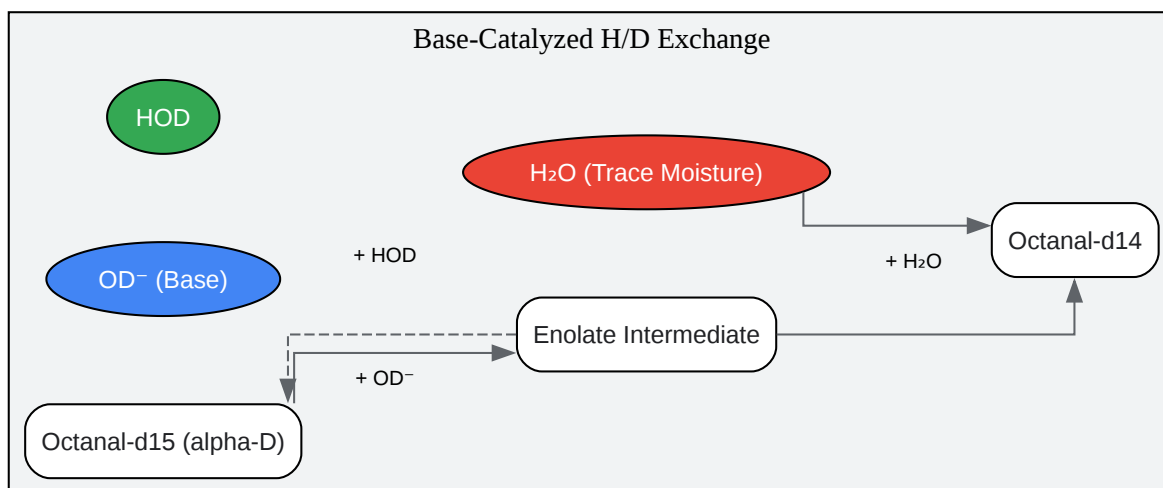 Base-Catalyzed H/D Exchange
HOD
H₂O (Trace Moisture)
Octanal-d14
+ HOD
+ H₂O
OD⁻ (Base)
Enolate Intermediate
+ OD⁻
Octanal-d15 (alpha-D)